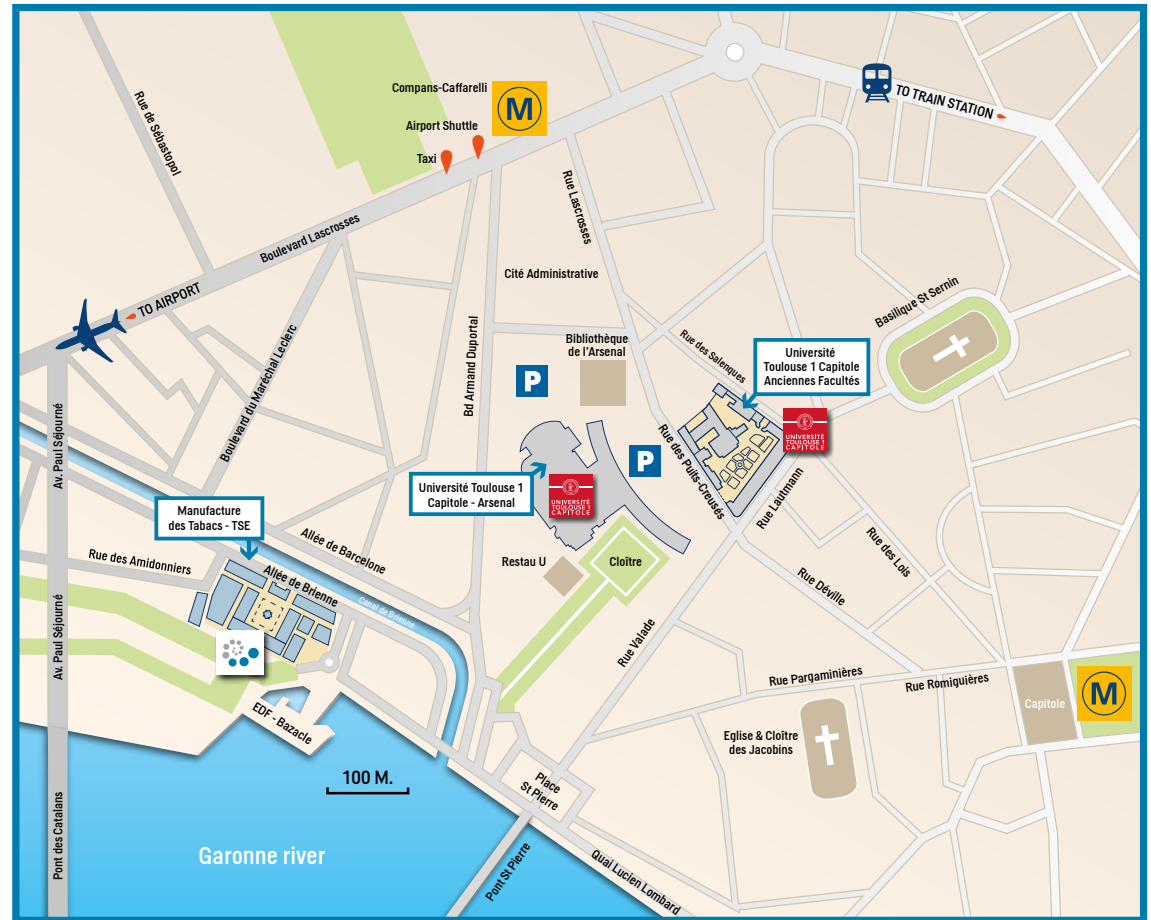 Compans-Caffarelli
M
Airport Shuttle
Taxi
TO TRAIN STATION
Rue de Sébastopol
Rue Lascrosses
Boulevard Lascrosses
Cité Administrative
TO AIRPORT
Basilique St Sernin
Bibliothèque
de l'Arsenal
Rue des Salenques
Université
Toulouse 1 Capitole
Anciennes Facultés
Boulevard du Maréchal Leclerc
Bd Armand Duportal
P
Av. Paul Séjourné
UNIVERSITÉ
TOULOUSE 1
CAPITOLE
Rue des Puits-Creusés
P
Université Toulouse 1
Capitole - Arsenal
UNIVERSITÉ
TOULOUSE 1
CAPITOLE
Rue Lautmann
Manufacture
des Tabacs - TSE
Allée de Barcelone
Rue des Lois
Rue des Amidonniers
Allée de Brienne
Canal de Brienne
Restau U
Cloître
Rue Déville
Rue Valade
Av. Paul Séjourné
Rue Pargaminières
Rue Romiguières
Capitole
M
EDF - Bazacle
Eglise & Cloître
des Jacobins
100 M.
Place
St Pierre
Pont des Catalans
Garonne river
Pont St Pierre
Quai Lucien Lombard